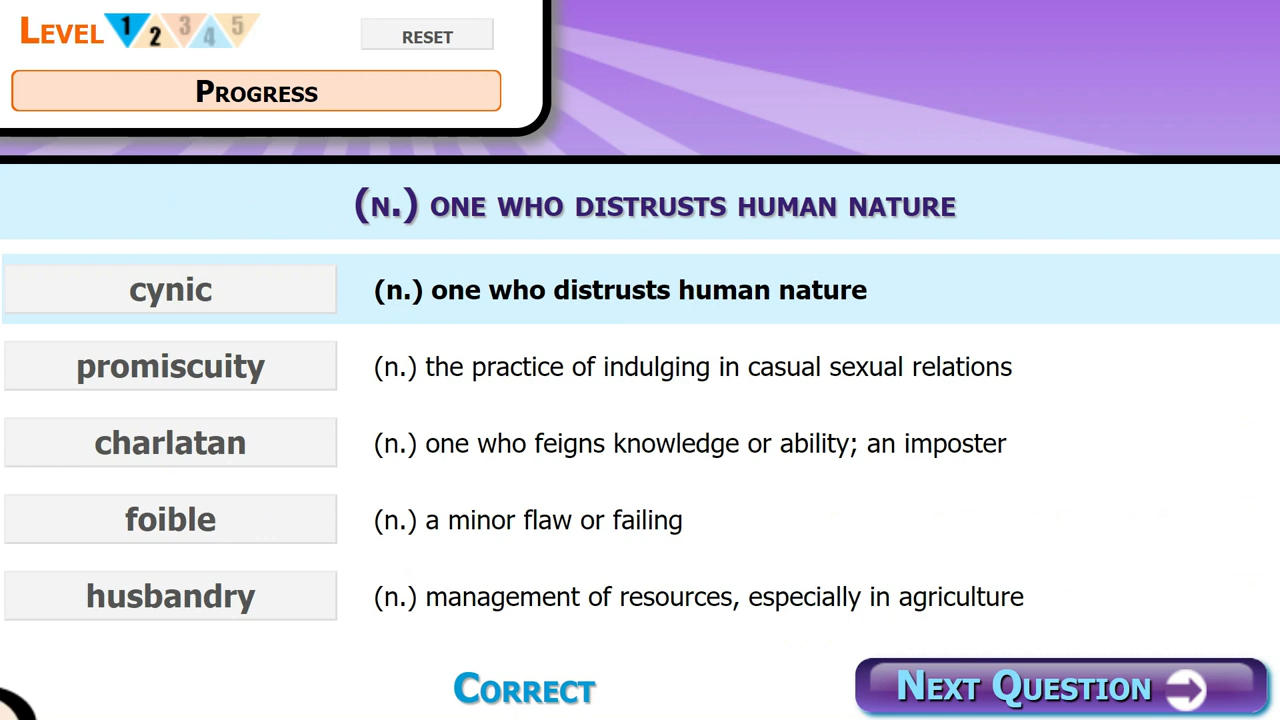 LEVEL 1 2 3 4 5
RESET
PROGRESS
(N.) ONE WHO DISTRUSTS HUMAN NATURE
cynic (n.) one who distrusts human nature
promiscuity (n.) the practice of indulging in casual sexual relations
charlatan (n.) one who feigns knowledge or ability; an imposter
foible (n.) a minor flaw or failing
husbandry (n.) management of resources, especially in agriculture
CORRECT
NEXT QUESTION